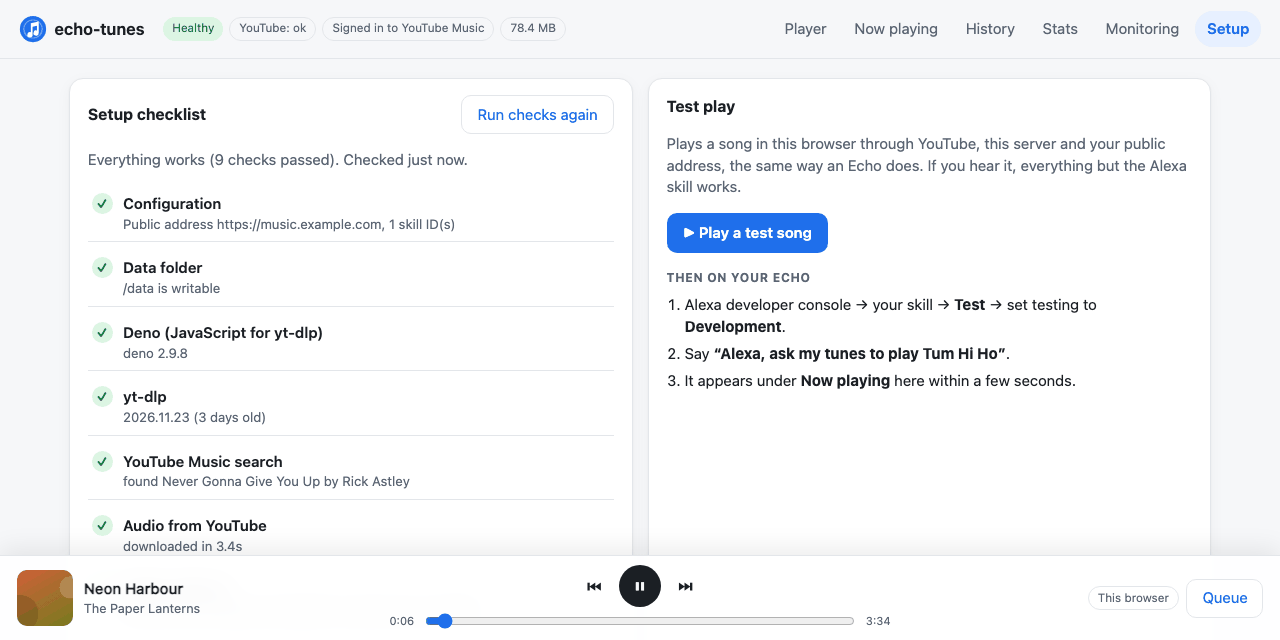 echo-tunes
Healthy
YouTube: ok
Signed in to YouTube Music
78.4 MB
Player
Now playing
History
Stats
Monitoring
Setup
Setup checklist
Run checks again
Everything works (9 checks passed). Checked just now.
Configuration
Public address https://music.example.com, 1 skill ID(s)
Data folder
/data is writable
Deno (JavaScript for yt-dlp)
deno 2.9.8
yt-dlp
2026.11.23 (3 days old)
YouTube Music search
found Never Gonna Give You Up by Rick Astley
Audio from YouTube
downloaded in 3.4s
Test play
Plays a song in this browser through YouTube, this server and your public
address, the same way an Echo does. If you hear it, everything but the Alexa
skill works.
Play a test song
THEN ON YOUR ECHO
1. Alexa developer console → your skill → Test → set testing to
Development.
2. Say “Alexa, ask my tunes to play Tum Hi Ho”.
3. It appears under Now playing here within a few seconds.
Neon Harbour
The Paper Lanterns
0:06
3:34
This browser
Queue